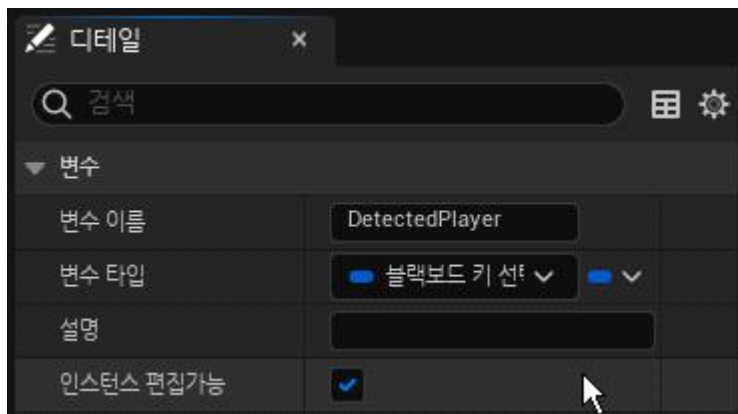 디테일
검색
변수
변수 이름 DetectedPlayer
변수 타입 블랙보드 키
설명
인스턴스 편집가능